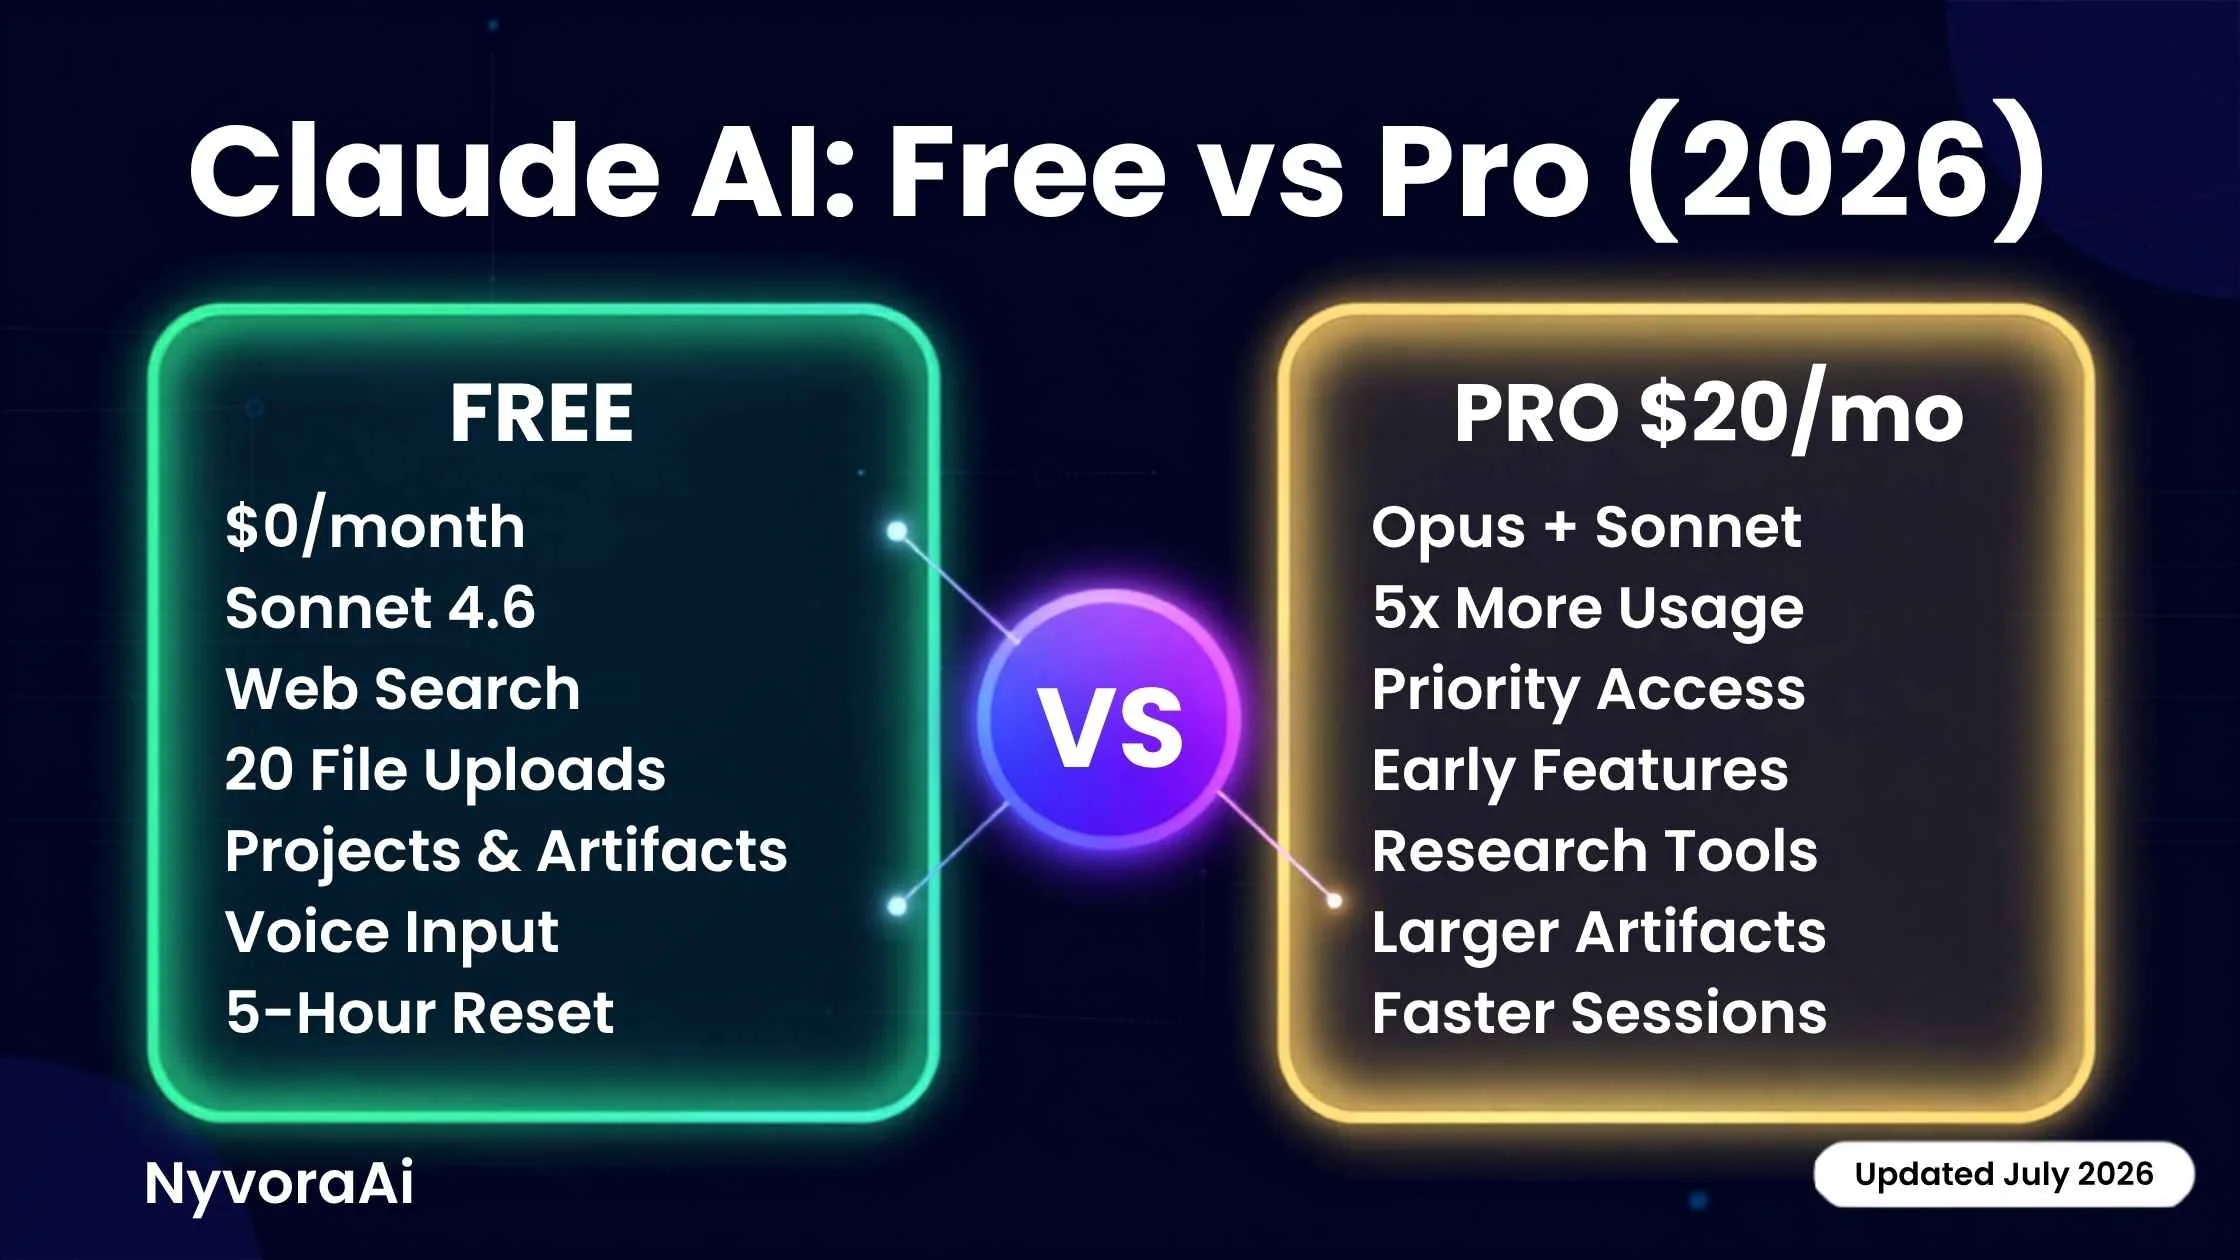 Claude AI: Free vs Pro (2026)
FREE
$0/month
Sonnet 4.6
Web Search
20 File Uploads
Projects & Artifacts
Voice Input
5-Hour Reset
VS
PRO $20/mo
Opus + Sonnet
5x More Usage
Priority Access
Early Features
Research Tools
Larger Artifacts
Faster Sessions
NyvoraAi
Updated July 2026